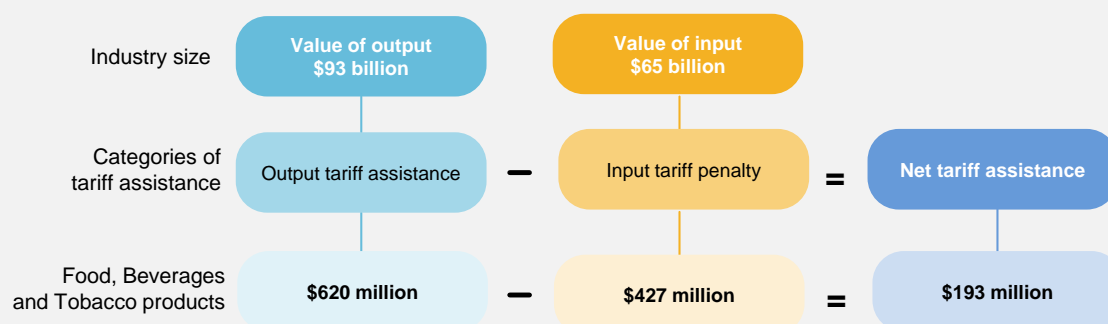 Industry size
Value of output
$93 billion
Value of input
$65 billion
Categories of
tariff assistance
Output tariff assistance
–
Input tariff penalty
=
Net tariff assistance
Food, Beverages
and Tobacco products
$620 million
–
$427 million
=
$193 million